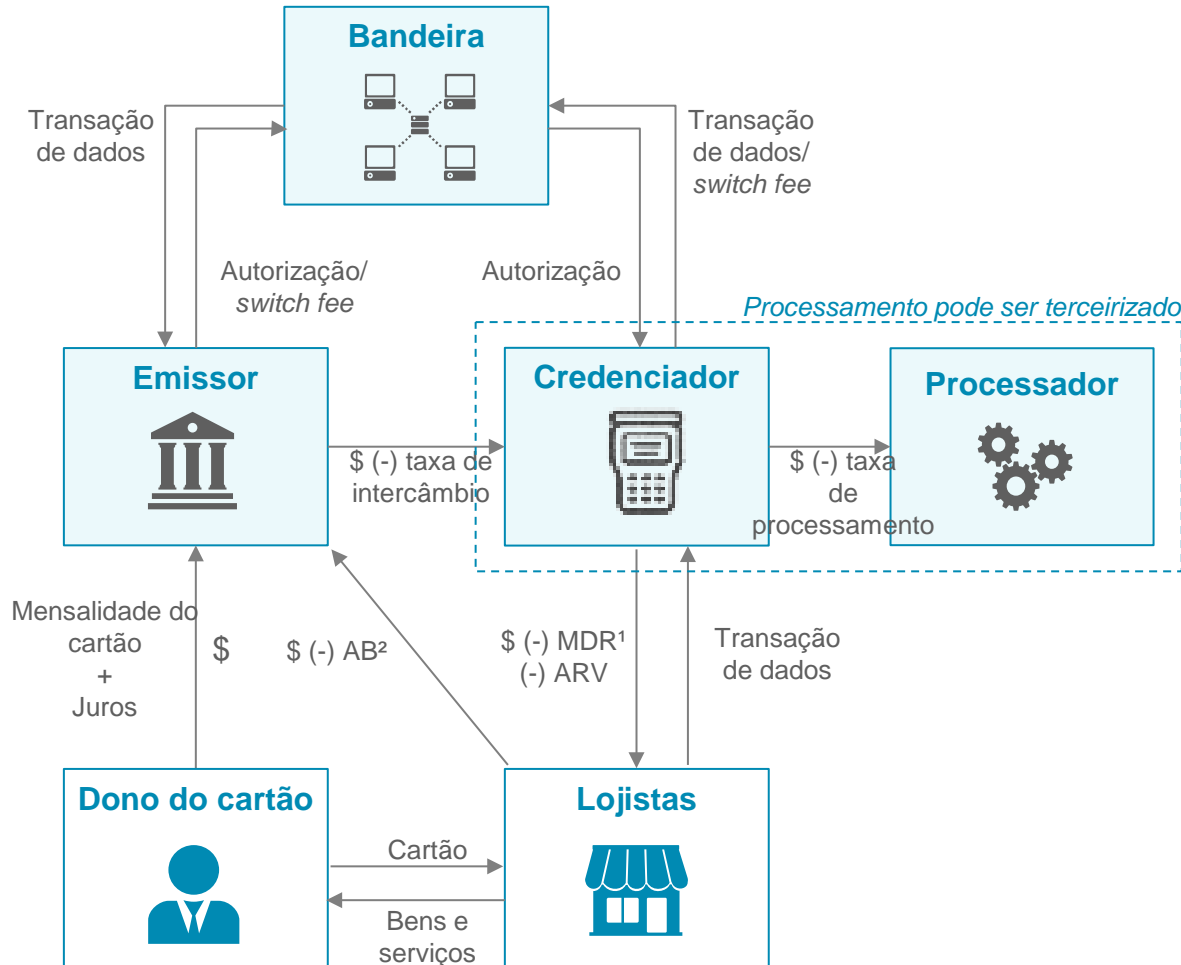 Bandeira
Transação
de dados
Transação
de dados/
switch fee
Autorização/
switch fee
Autorização
Processamento pode ser terceirizado
Emissor
Credenciador
Processador
$ (-) taxa de
intercâmbio
$ (-) taxa
de
processamento
Mensalidade do
cartão
+
Juros
$
$ (-) AB²
$ (-) MDR¹
(-) ARV
Transação
de dados
Dono do cartão
Lojistas
Cartão
Bens e
serviços